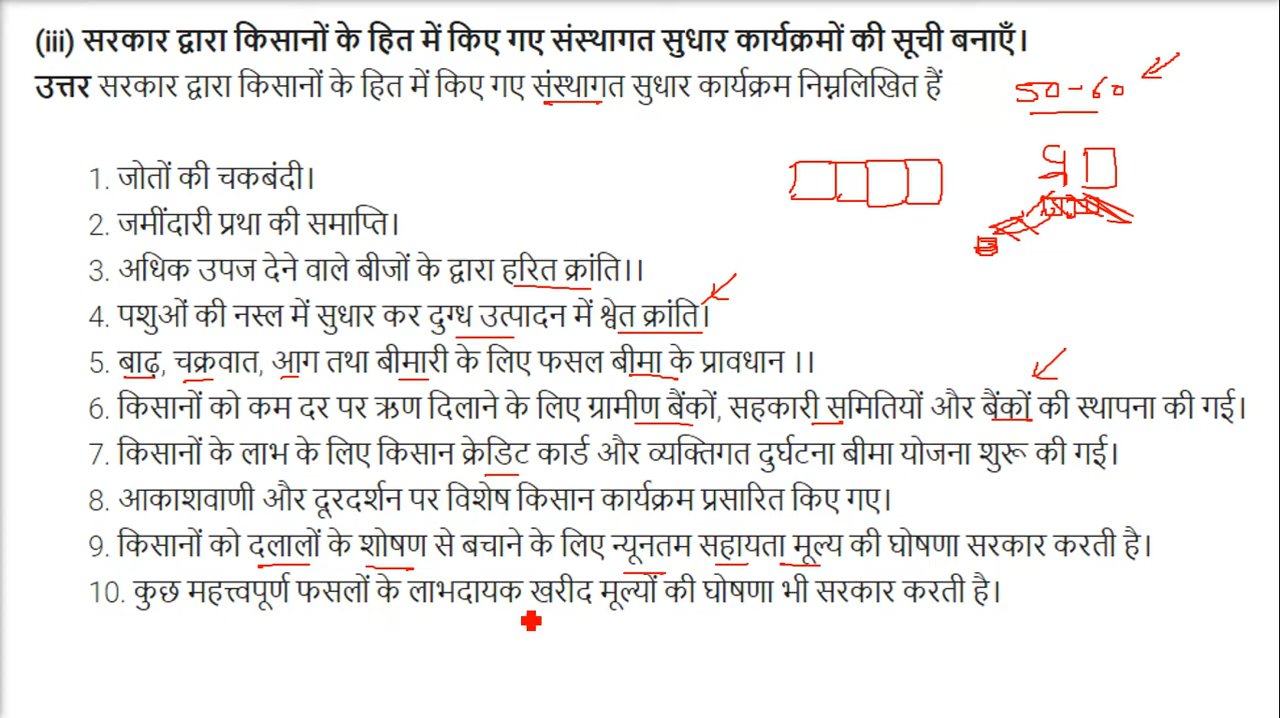 (iii) सरकार द्वारा किसानों के हित में किए गए संस्थागत सुधार कार्यक्रमों की सूची बनाएँ।
उत्तर सरकार द्वारा किसानों के हित में किए गए संस्थागत सुधार कार्यक्रम निम्नलिखित हैं
50-60
1. जोतों की चकबंदी।
2. जमींदारी प्रथा की समाप्ति।
3. अधिक उपज देने वाले बीजों के द्वारा हरित क्रांति।।
4. पशुओं की नस्ल में सुधार कर दुग्ध उत्पादन में श्वेत क्रांति।
5. बाढ़, चक्रवात, आग तथा बीमारी के लिए फसल बीमा के प्रावधान ।।
6. किसानों को कम दर पर ऋण दिलाने के लिए ग्रामीण बैंकों, सहकारी समितियों और बैंकों की स्थापना की गई।
7. किसानों के लाभ के लिए किसान क्रेडिट कार्ड और व्यक्तिगत दुर्घटना बीमा योजना शुरू की गई।
8. आकाशवाणी और दूरदर्शन पर विशेष किसान कार्यक्रम प्रसारित किए गए।
9. किसानों को दलालों के शोषण से बचाने के लिए न्यूनतम सहायता मूल्य की घोषणा सरकार करती है।
10. कुछ महत्त्वपूर्ण फसलों के लाभदायक खरीद मूल्यों की घोषणा भी सरकार करती है।